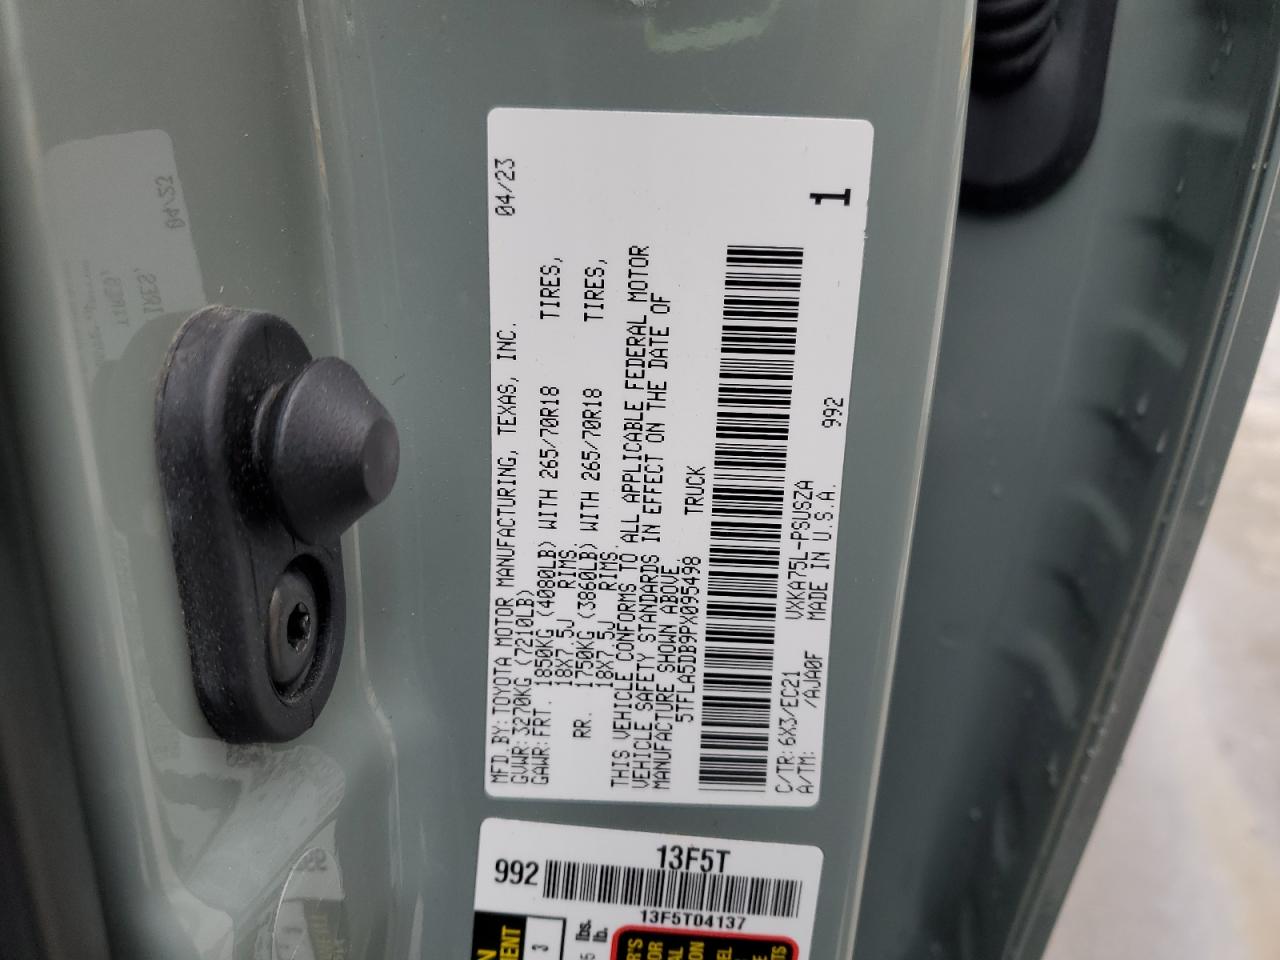 MFD.BY: TOYOTA MOTOR MANUFACTURING, TEXAS, INC. 04/23
GVWR: 3270KG (7210LB)
GAWR: FRT. 1850KG (4080LB) WITH 265/70R18 TIRES,
18X7.5J RIMS.
RR. 1750KG (3860LB) WITH 265/70R18 TIRES,
18X7.5J RIMS.
THIS VEHICLE CONFORMS TO ALL APPLICABLE FEDERAL MOTOR
VEHICLE SAFETY STANDARDS IN EFFECT ON THE DATE OF
MANUFACTURE SHOWN ABOVE.
5TFLA5DB9PX095498 TRUCK
C/TR: 6X3/EC21 VXKA75L-PSUSZA
A/TM: /AJA0F MADE IN U.S.A. 992
1
13F5T
992
13F5T04137
3
lbs.
lb.